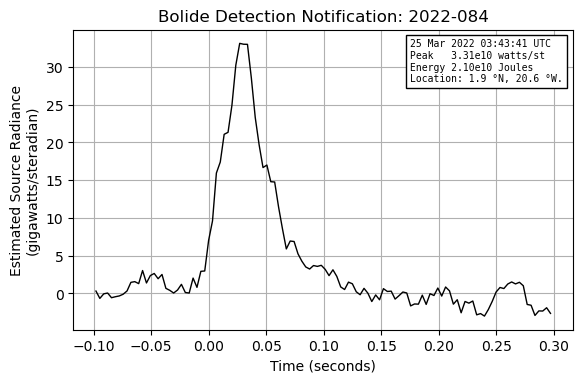 Bolide Detection Notification: 2022-084
25 Mar 2022 03:43:41 UTC
Peak   3.31e10 watts/st
Energy 2.10e10 Joules
Location: 1.9 °N, 20.6 °W.
Estimated Source Radiance
(gigawatts/steradian)
30
25
20
15
10
5
0
−0.10 −0.05 0.00 0.05 0.10 0.15 0.20 0.25 0.30
Time (seconds)